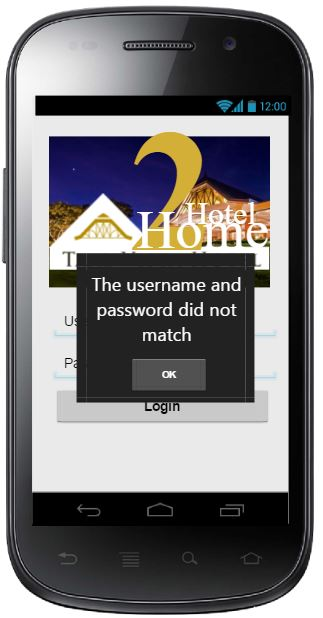 12:00
2
Hotel
Home
The username and
password did not
match
OK
Login